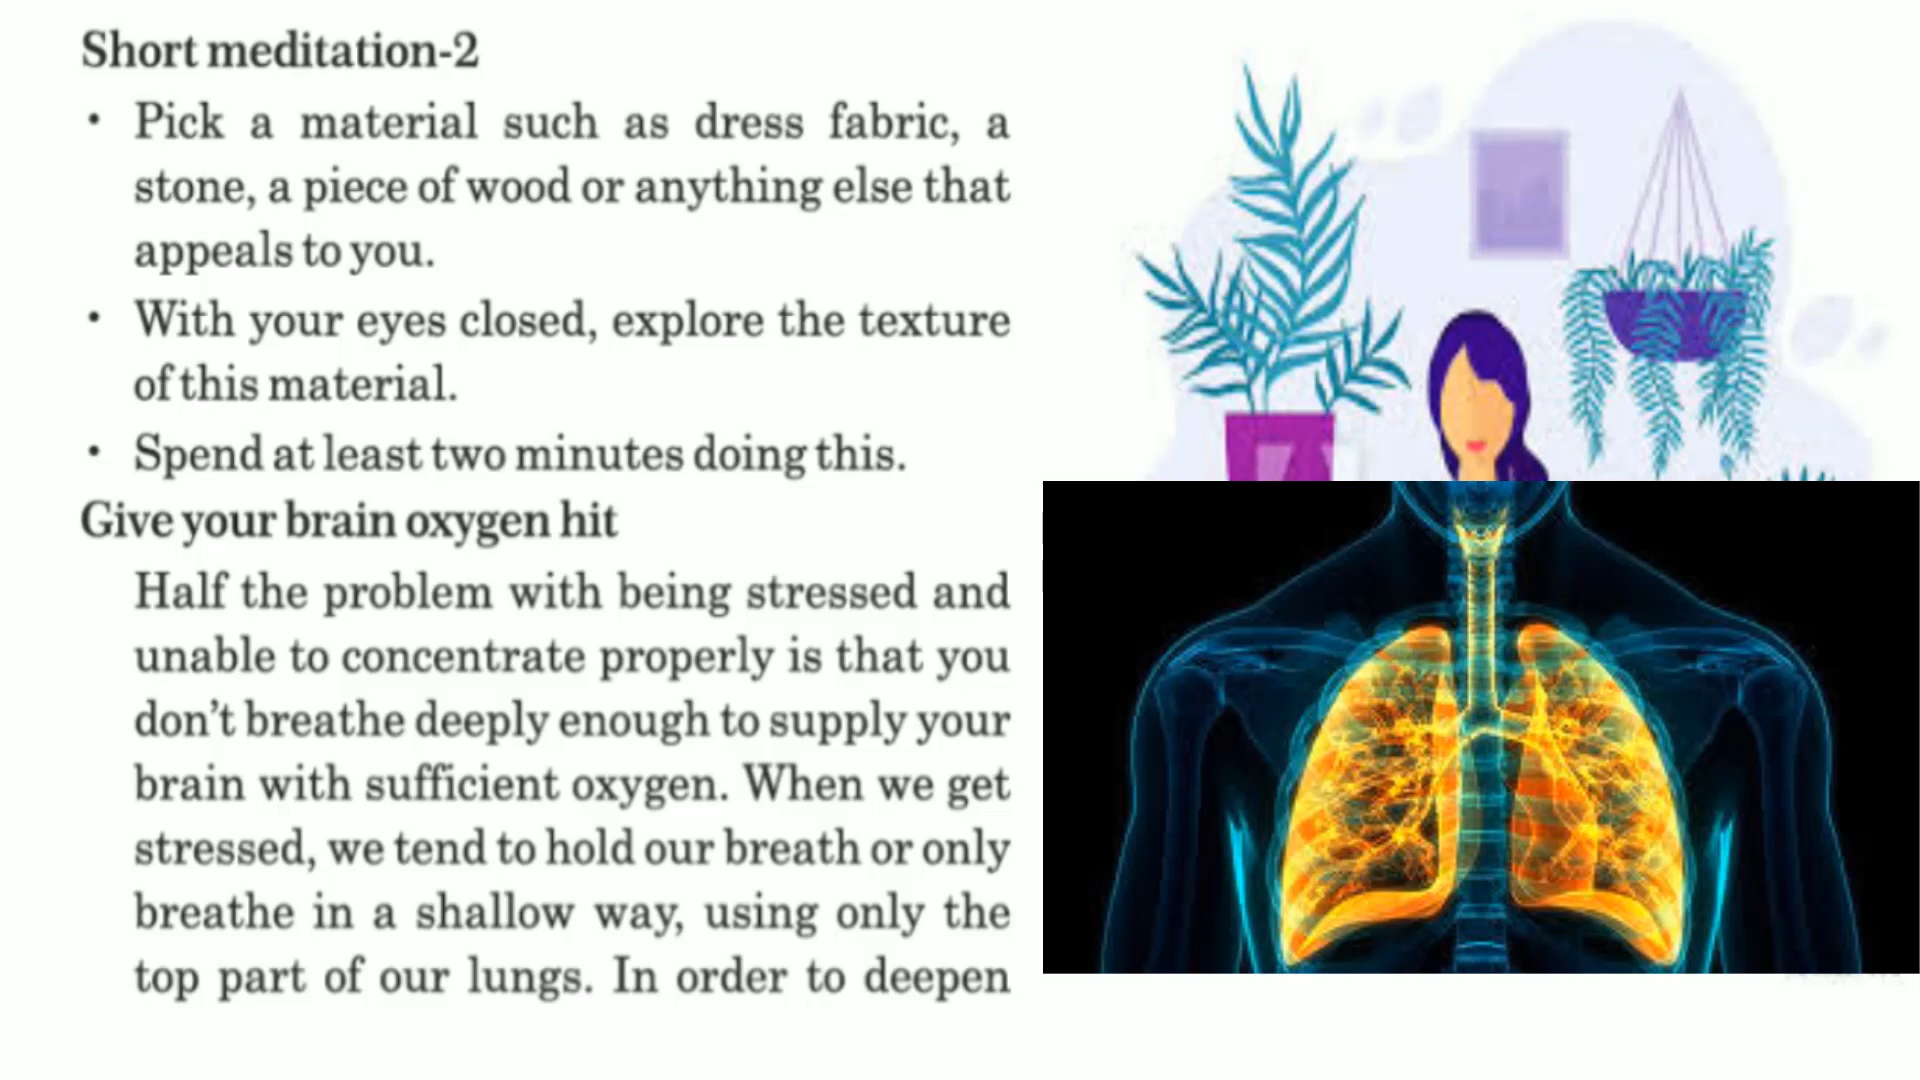 Short meditation-2
• Pick a material such as dress fabric, a
stone, a piece of wood or anything else that
appeals to you.
• With your eyes closed, explore the texture
of this material.
• Spend at least two minutes doing this.
Give your brain oxygen hit
Half the problem with being stressed and
unable to concentrate properly is that you
don't breathe deeply enough to supply your
brain with sufficient oxygen. When we get
stressed, we tend to hold our breath or only
breathe in a shallow way, using only the
top part of our lungs. In order to deepen